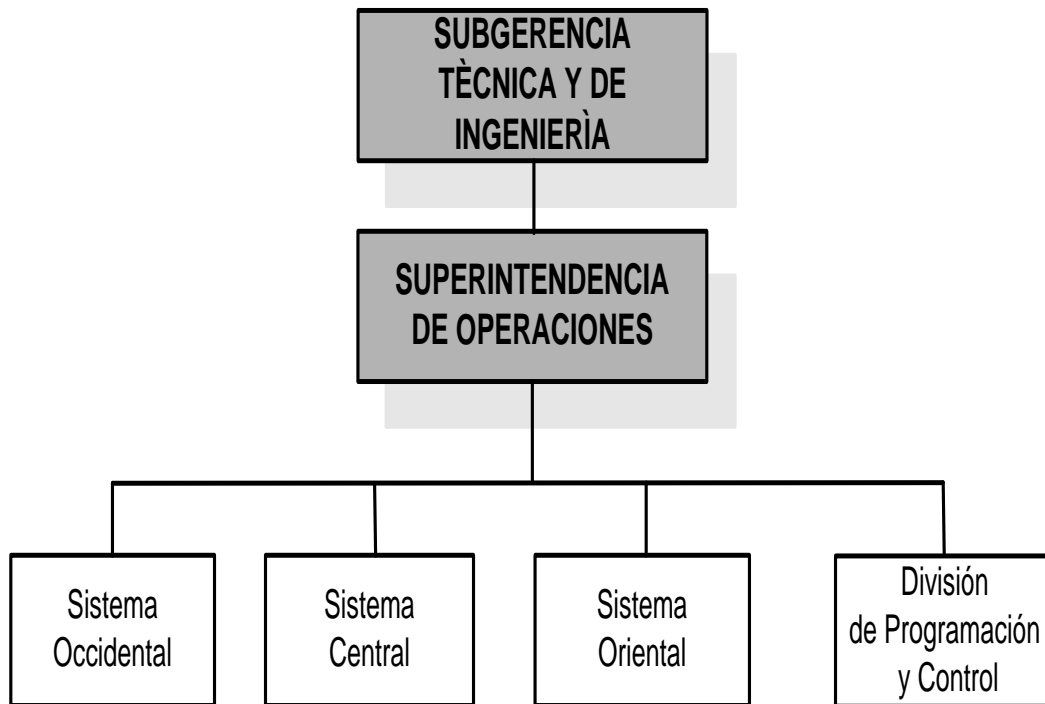 SUBGERENCIA
TÈCNICA Y DE
INGENIERÌA
SUPERINTENDENCIA
DE OPERACIONES
Sistema
Occidental
Sistema
Central
Sistema
Oriental
División
de Programación
y Control